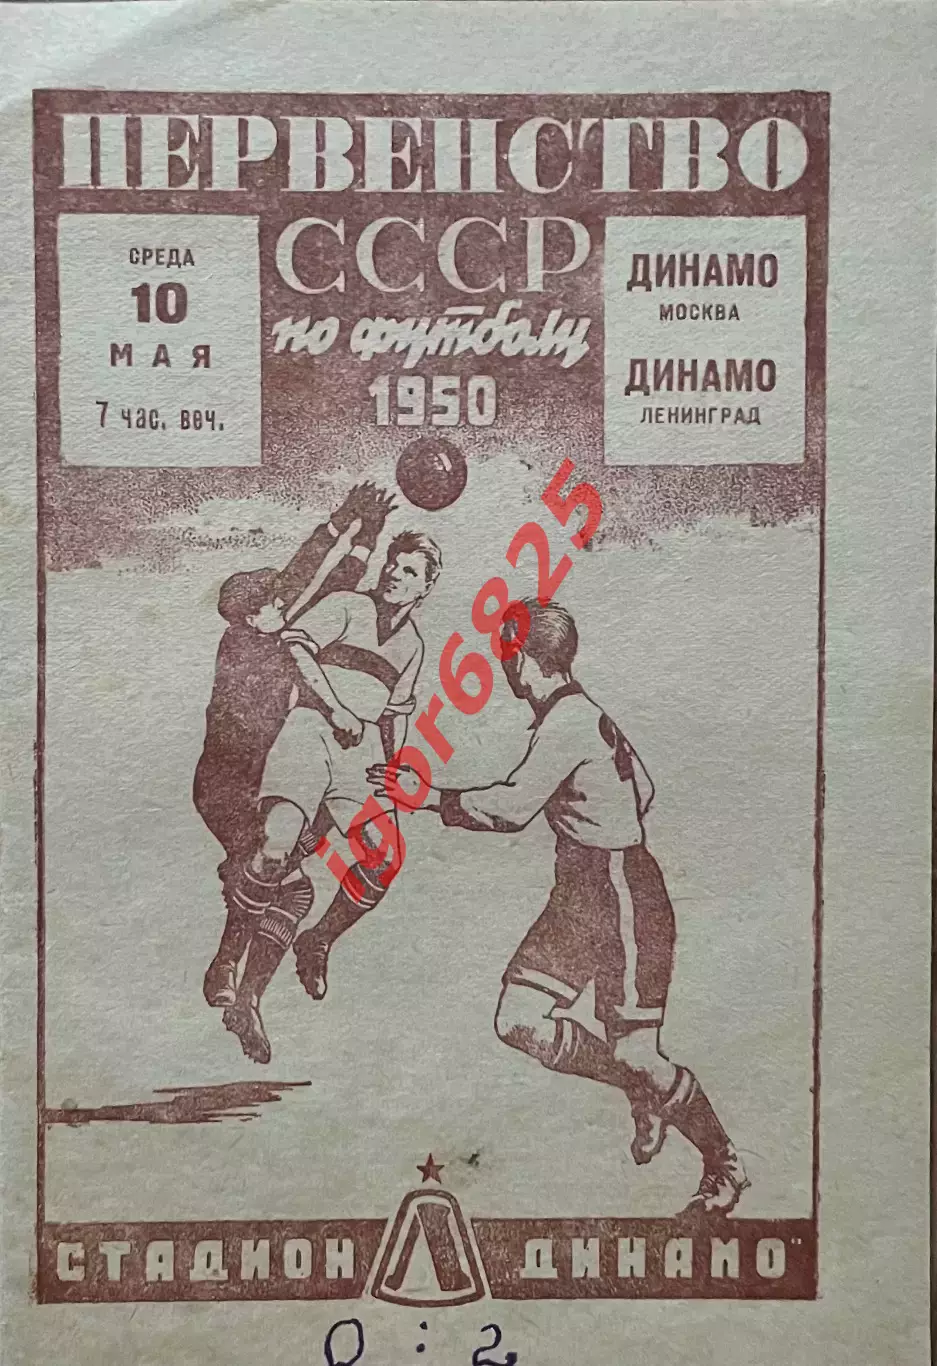 ПЕРВЕНСТВО
СССР
по футболу
1950
СРЕДА
10
МАЯ
7 час. веч.
ДИНАМО
МОСКВА
ДИНАМО
ЛЕНИНГРАД
igor6825
СТАДИОН Д ДИНАМО"
0 : 2